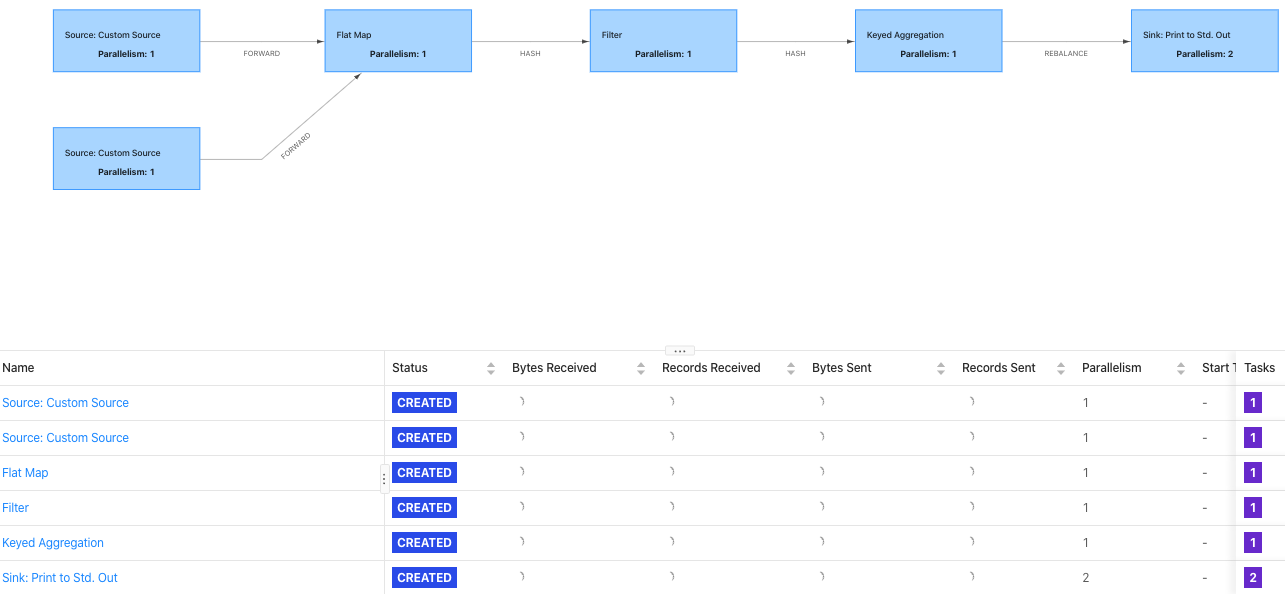 Source: Custom Source
Parallelism: 1
FORWARD
Flat Map
Parallelism: 1
HASH
Filter
Parallelism: 1
HASH
Keyed Aggregation
Parallelism: 1
REBALANCE
Sink: Print to Std. Out
Parallelism: 2
Source: Custom Source
Parallelism: 1
FORWARD
Name Status Bytes Received Records Received Bytes Sent Records Sent Parallelism Start T Tasks
Source: Custom Source CREATED 1 - 1
Source: Custom Source CREATED 1 - 1
Flat Map CREATED 1 - 1
Filter CREATED 1 - 1
Keyed Aggregation CREATED 1 - 1
Sink: Print to Std. Out CREATED 2 - 2